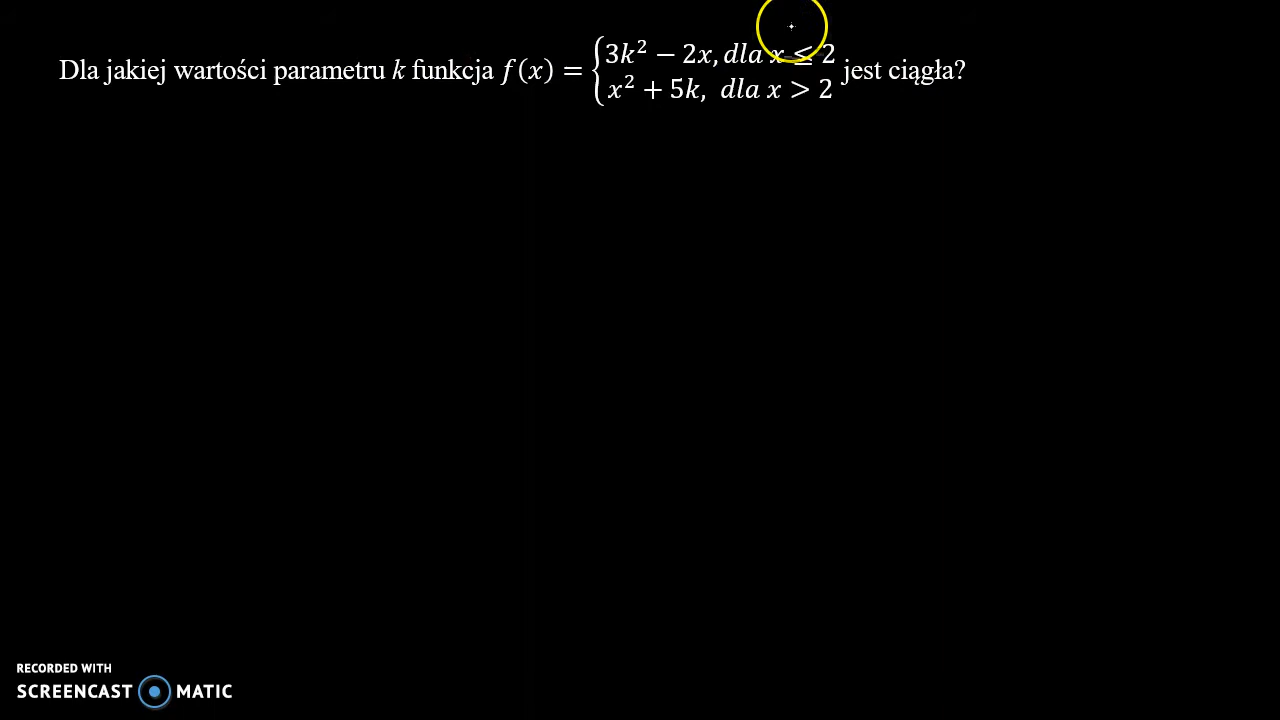 Dla jakiej wartości parametru k funkcja f(x) = {3k² − 2x, dla x ≤ 2
x² + 5k, dla x > 2 jest ciągła?
RECORDED WITH
SCREENCAST MATIC